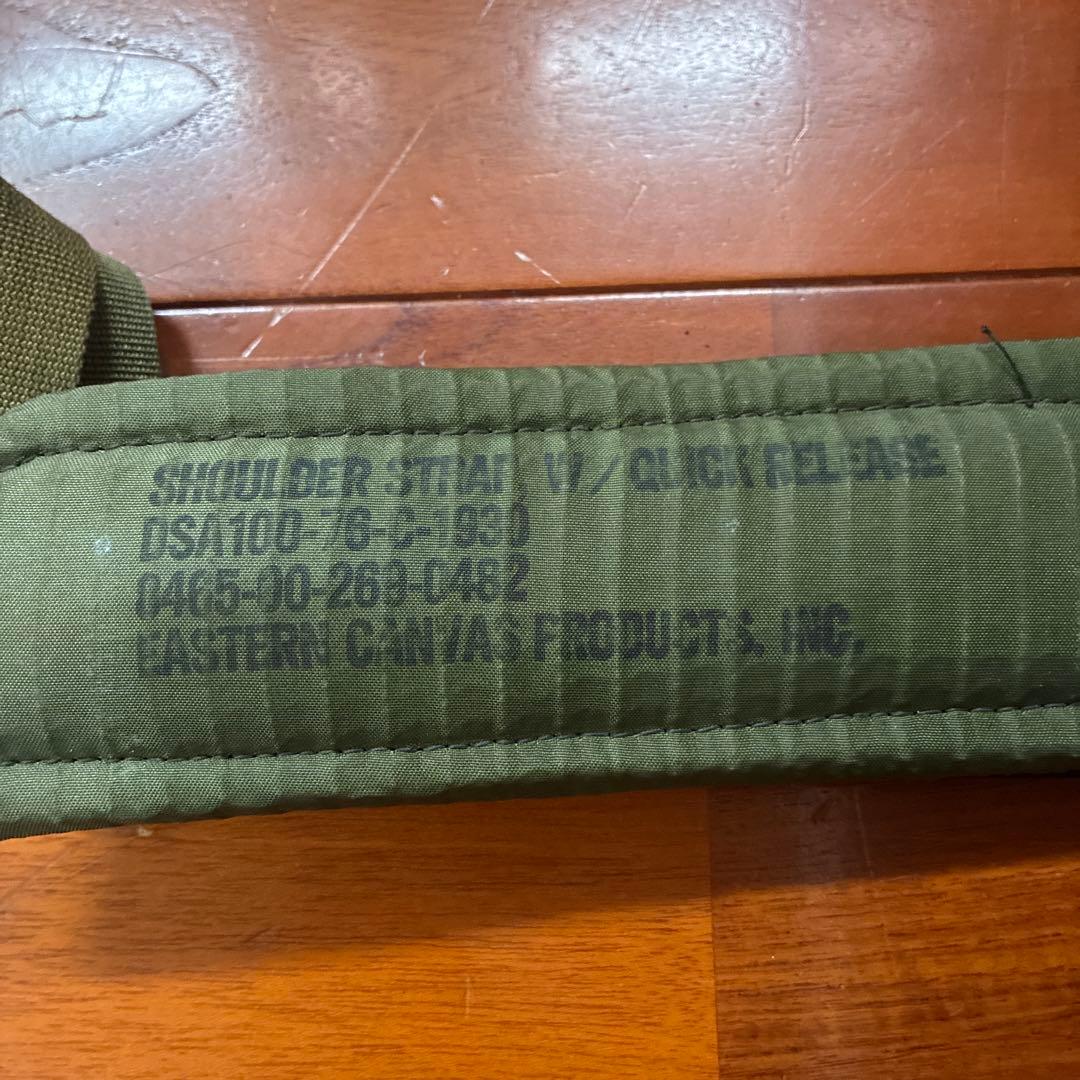 SHOULDER STRAP, W/QUICK RELEASE
DSA100-76-C-1930
8465-00-269-0482
EASTERN CANVAS PRODUCTS, INC.